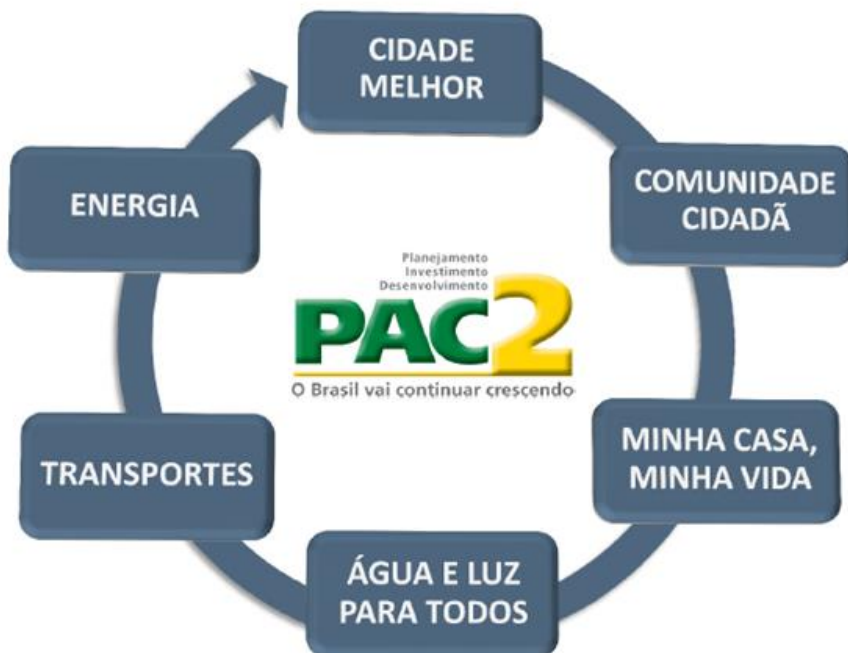 CIDADE
MELHOR
COMUNIDADE
CIDADÃ
MINHA CASA,
MINHA VIDA
ÁGUA E LUZ
PARA TODOS
TRANSPORTES
ENERGIA
Planejamento
Investimento
Desenvolvimento
PAC2
O Brasil vai continuar crescendo